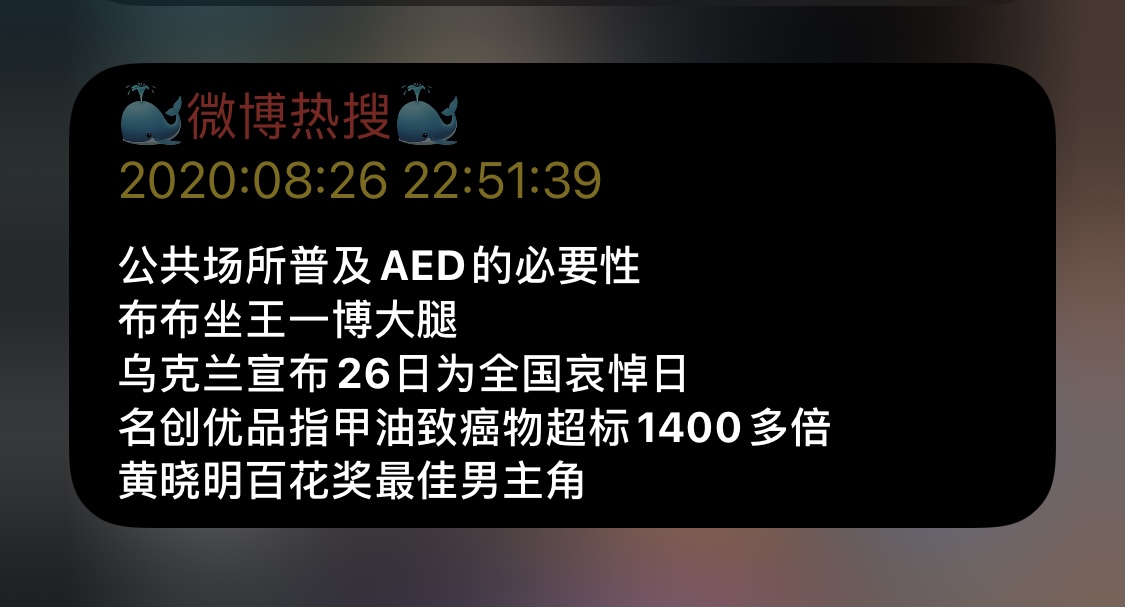 🐳微博热搜🐳
2020:08:26 22:51:39
公共场所普及AED的必要性
布布坐王一博大腿
乌克兰宣布26日为全国哀悼日
名创优品指甲油致癌物超标1400多倍
黄晓明百花奖最佳男主角